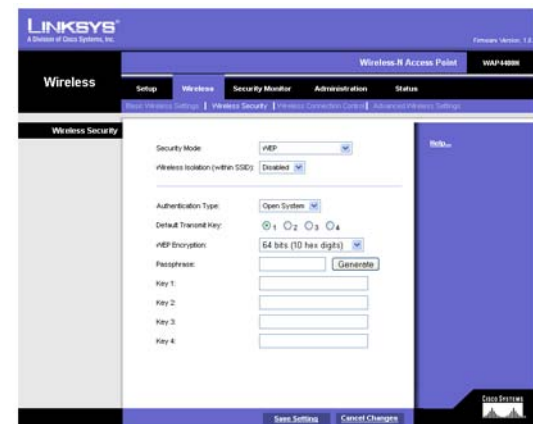 LINKSYS®
A Division of Cisco Systems, Inc.
Firmware Version: 1.0
Wireless-N Access Point WAP4400N
Wireless
Setup Wireless Security Monitor Administration Status
Basic Wireless Settings | Wireless Security | Wireless Connection Control | Advanced Wireless Settings
Wireless Security
Help...
Security Mode WEP
Wireless Isolation (within SSID): Disabled
Authentication Type: Open System
Default Transmit Key: 1 2 3 4
WEP Encryption: 64 bits (10 hex digits)
Passphrase: Generate
Key 1:
Key 2:
Key 3:
Key 4:
Save Setting Cancel Changes
CISCO SYSTEMS